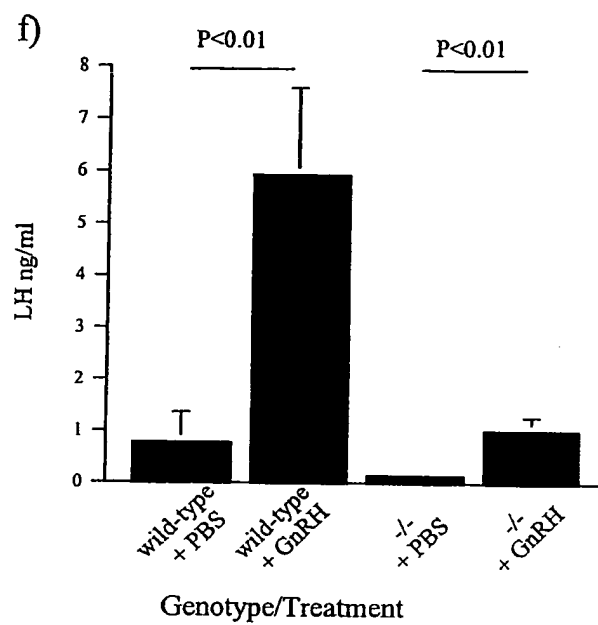 f)
P<0.01
P<0.01
8
7
6
5
4
3
2
1
0
LH ng/ml
wild-type
+ PBS
wild-type
+ GnRH
-/-
+ PBS
-/-
+ GnRH
Genotype/Treatment